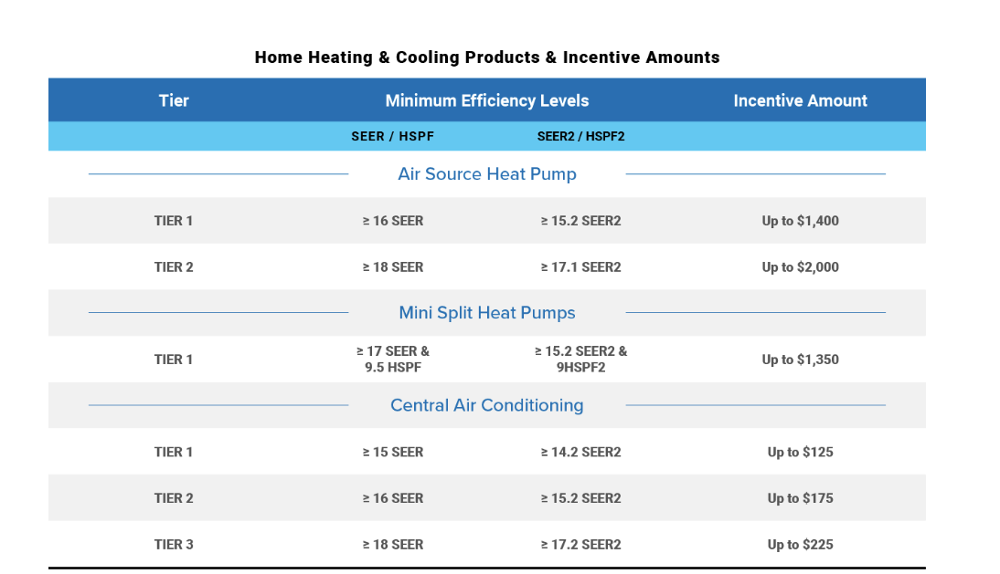 Home Heating & Cooling Products & Incentive Amounts
Tier Minimum Efficiency Levels Incentive Amount
SEER / HSPF SEER2 / HSPF2
Air Source Heat Pump
TIER 1 ≥ 16 SEER ≥ 15.2 SEER2 Up to $1,400
TIER 2 ≥ 18 SEER ≥ 17.1 SEER2 Up to $2,000
Mini Split Heat Pumps
TIER 1 ≥ 17 SEER & 9.5 HSPF ≥ 15.2 SEER2 & 9HSPF2 Up to $1,350
Central Air Conditioning
TIER 1 ≥ 15 SEER ≥ 14.2 SEER2 Up to $125
TIER 2 ≥ 16 SEER ≥ 15.2 SEER2 Up to $175
TIER 3 ≥ 18 SEER ≥ 17.2 SEER2 Up to $225